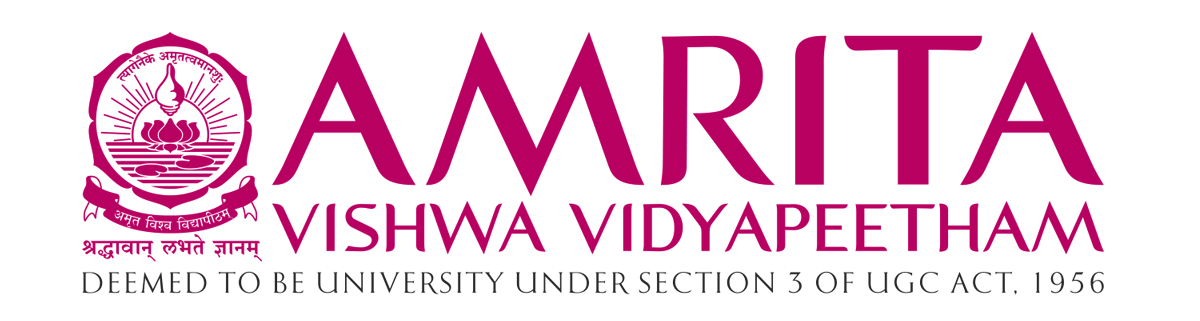 त्यागेनैके अमृतत्वमानशुः
अमृत विश्व विद्यापीठम्
श्रद्धावान् लभते ज्ञानम्
AMRITA
VISHWA VIDYAPEETHAM
DEEMED TO BE UNIVERSITY UNDER SECTION 3 OF UGC ACT, 1956